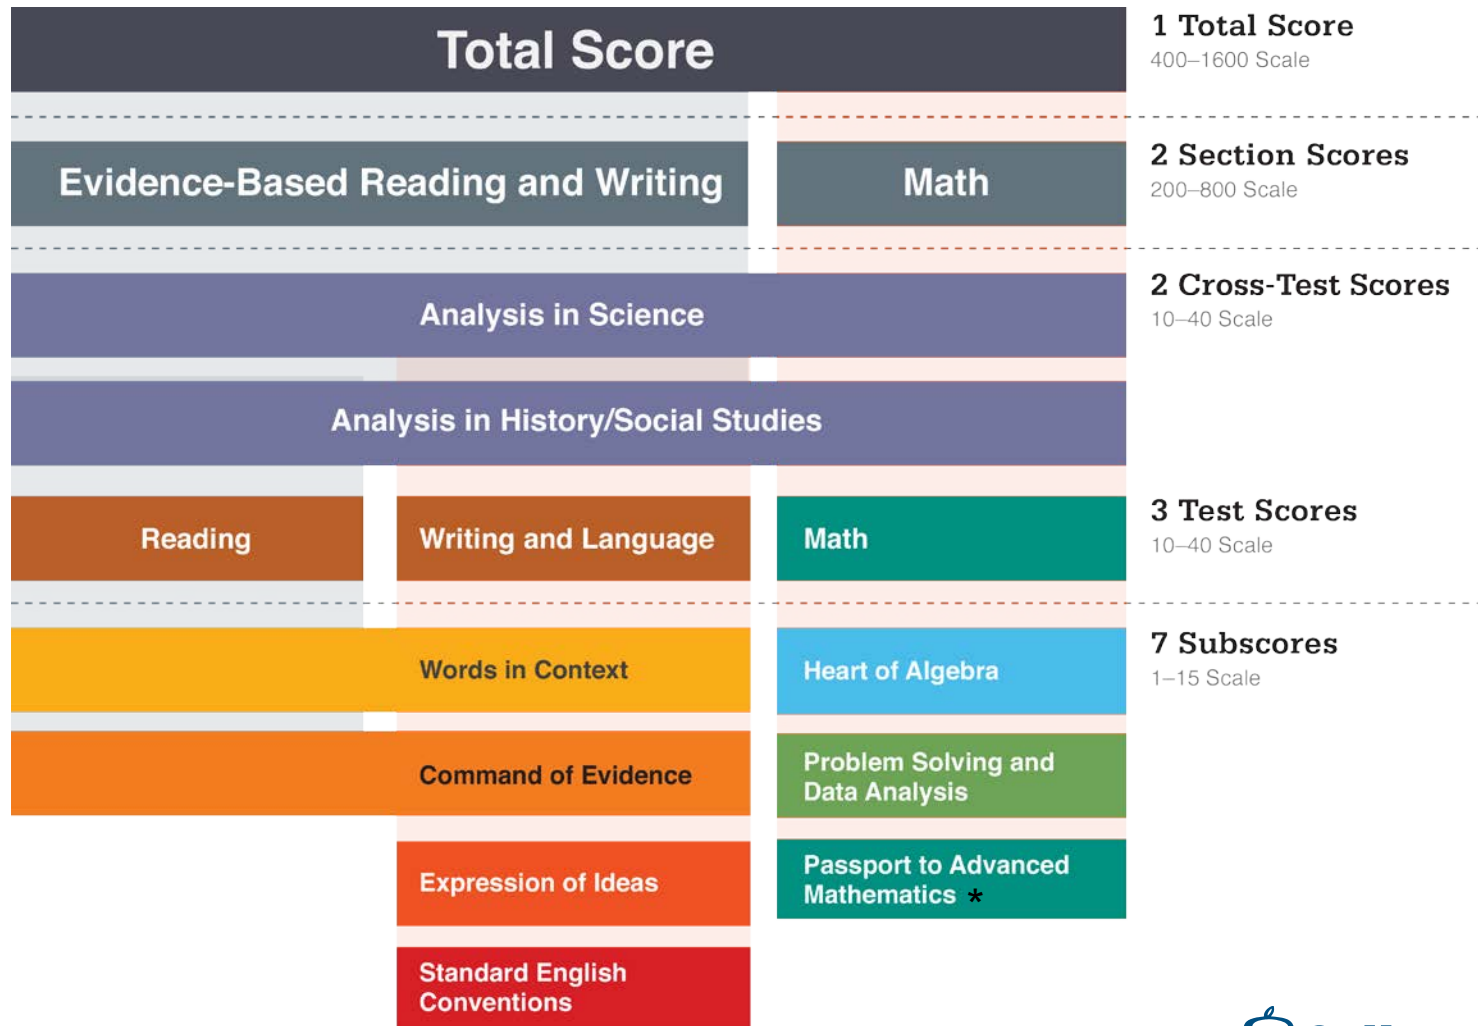 Total Score
1 Total Score
400–1600 Scale
Evidence-Based Reading and Writing
Math
2 Section Scores
200–800 Scale
Analysis in Science
2 Cross-Test Scores
10–40 Scale
Analysis in History/Social Studies
Reading
Writing and Language
Math
3 Test Scores
10–40 Scale
Words in Context
Heart of Algebra
7 Subscores
1–15 Scale
Command of Evidence
Problem Solving and
Data Analysis
Expression of Ideas
Passport to Advanced
Mathematics *
Standard English
Conventions